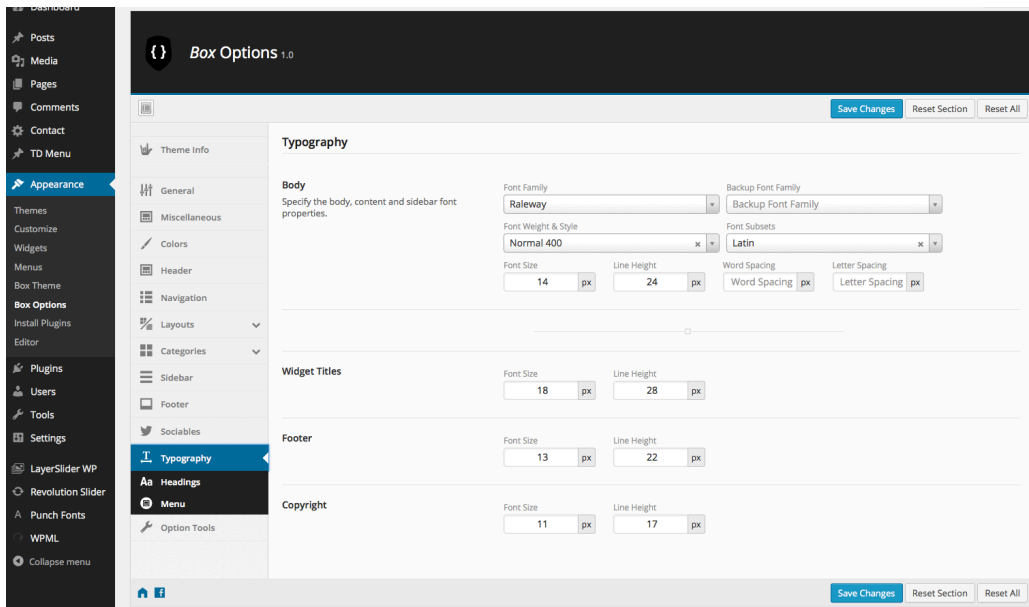 Dashboard
Posts
Media
Pages
Comments
Contact
TD Menu
Appearance
Themes
Customize
Widgets
Menus
Box Theme
Box Options
Install Plugins
Editor
Plugins
Users
Tools
Settings
LayerSlider WP
Revolution Slider
Punch Fonts
WPML
Collapse menu
{ } Box Options 1.0
Save Changes Reset Section Reset All
Theme Info
General
Miscellaneous
Colors
Header
Navigation
Layouts
Categories
Sidebar
Footer
Sociables
Typography
Aa Headings
Menu
Option Tools
Typography
Body
Specify the body, content and sidebar font
properties.
Font Family Backup Font Family
Raleway Backup Font Family
Font Weight & Style Font Subsets
Normal 400 Latin
Font Size Line Height Word Spacing Letter Spacing
14 px 24 px Word Spacing px Letter Spacing px
Widget Titles
Font Size Line Height
18 px 28 px
Footer
Font Size Line Height
13 px 22 px
Copyright
Font Size Line Height
11 px 17 px
Save Changes Reset Section Reset All